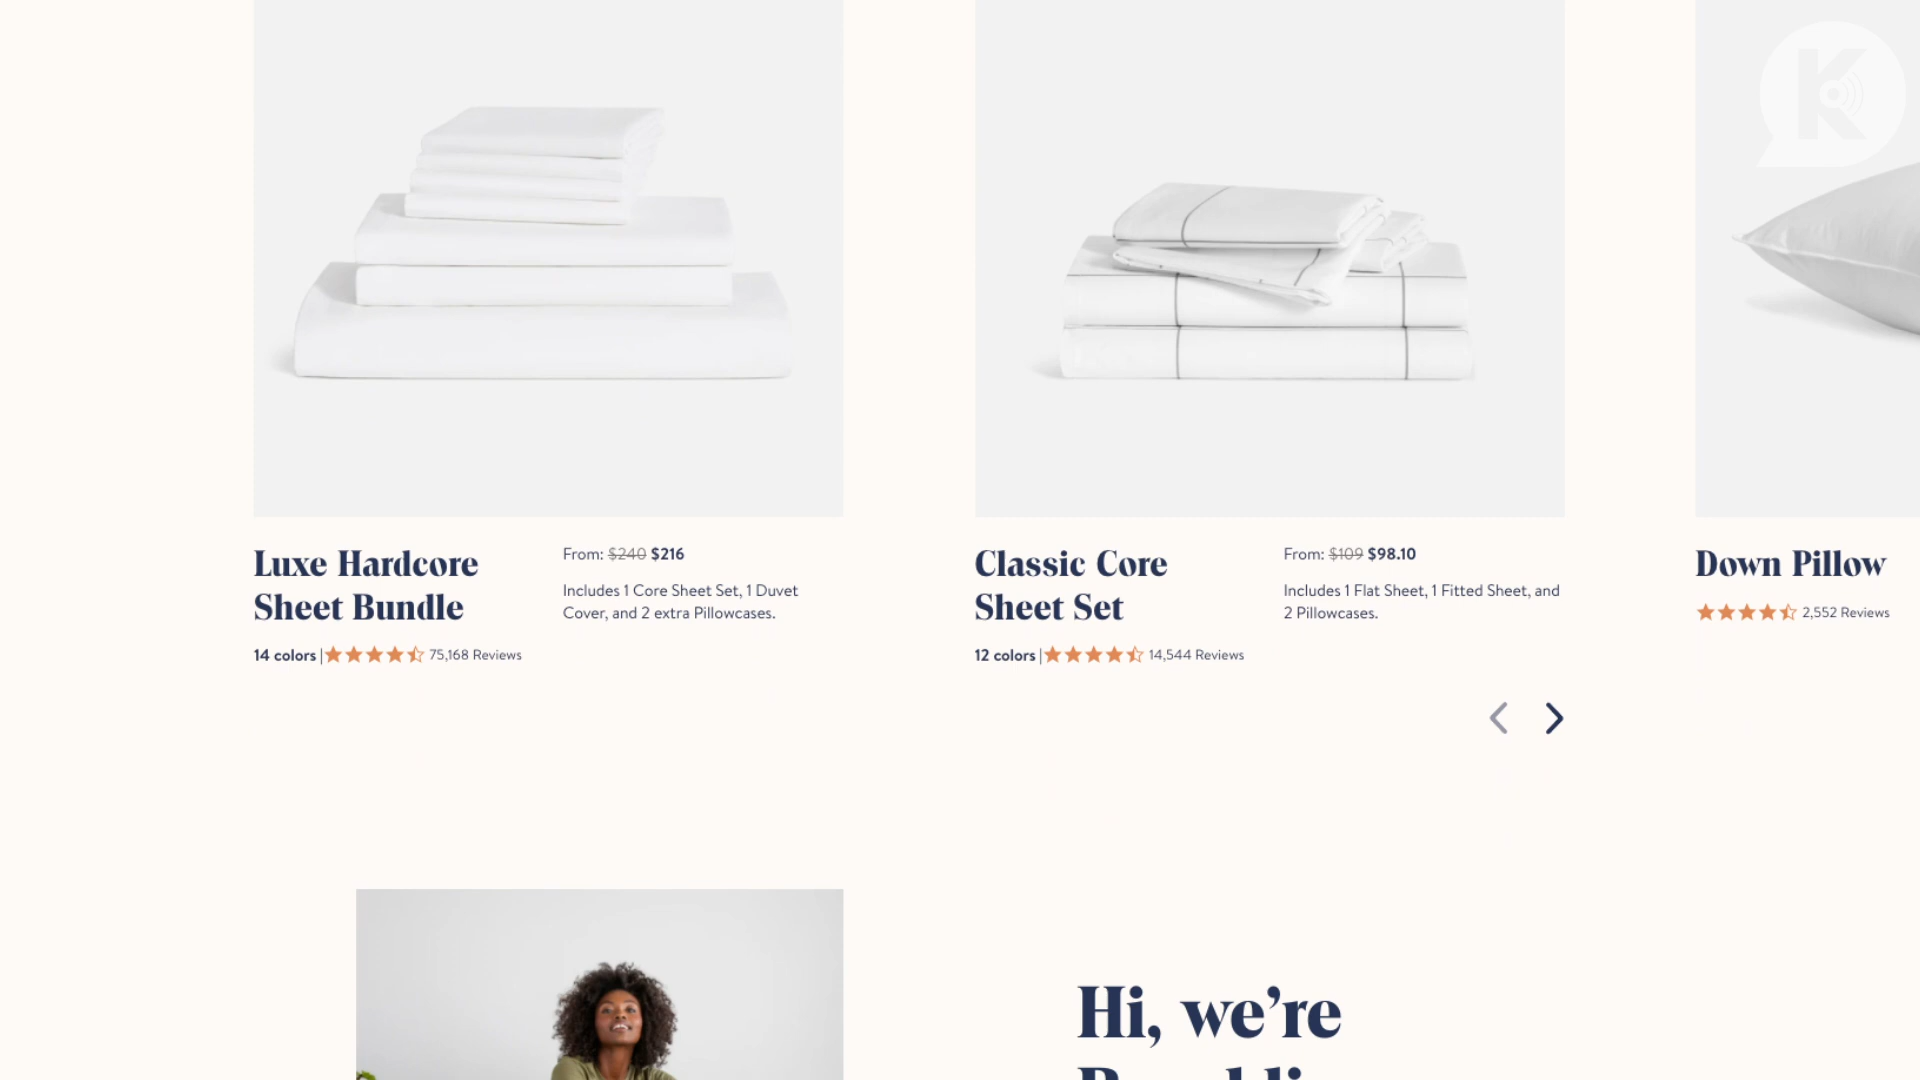 K
Luxe Hardcore
Sheet Bundle
From: $240 $216
Includes 1 Core Sheet Set, 1 Duvet
Cover, and 2 extra Pillowcases.
14 colors | 75,168 Reviews
Classic Core
Sheet Set
From: $109 $98.10
Includes 1 Flat Sheet, 1 Fitted Sheet, and
2 Pillowcases.
12 colors | 14,544 Reviews
Down Pillow
2,552 Reviews
Hi, we’re